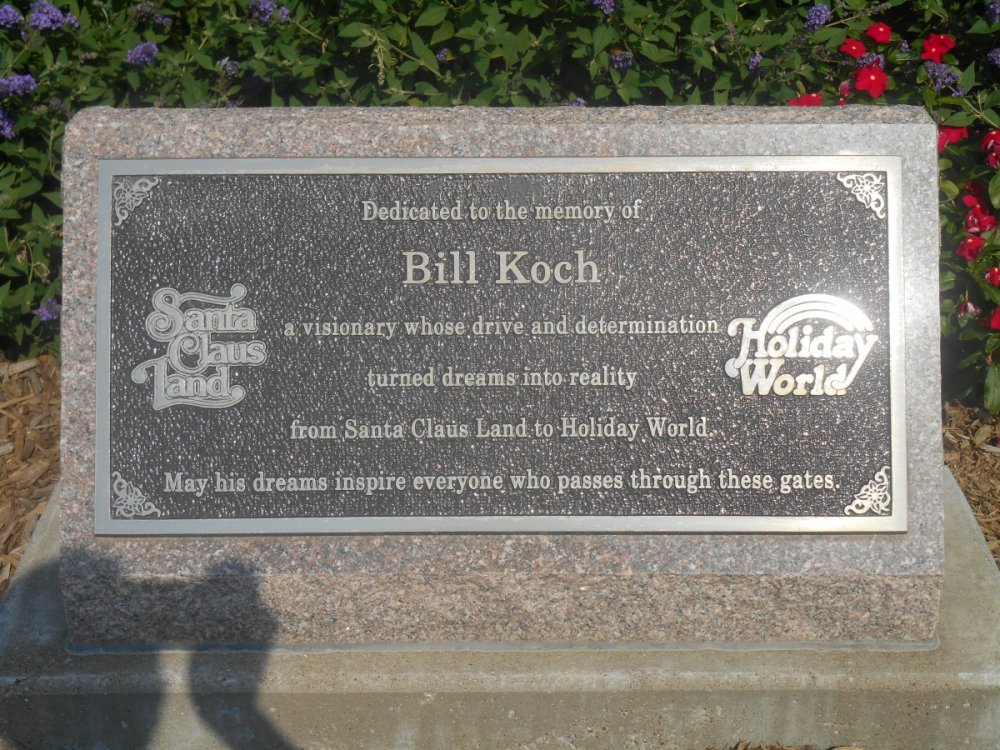 Dedicated to the memory of
Bill Koch
a visionary whose drive and determination
turned dreams into reality
from Santa Claus Land to Holiday World.
May his dreams inspire everyone who passes through these gates.
Santa
Claus
Land
Holiday
World